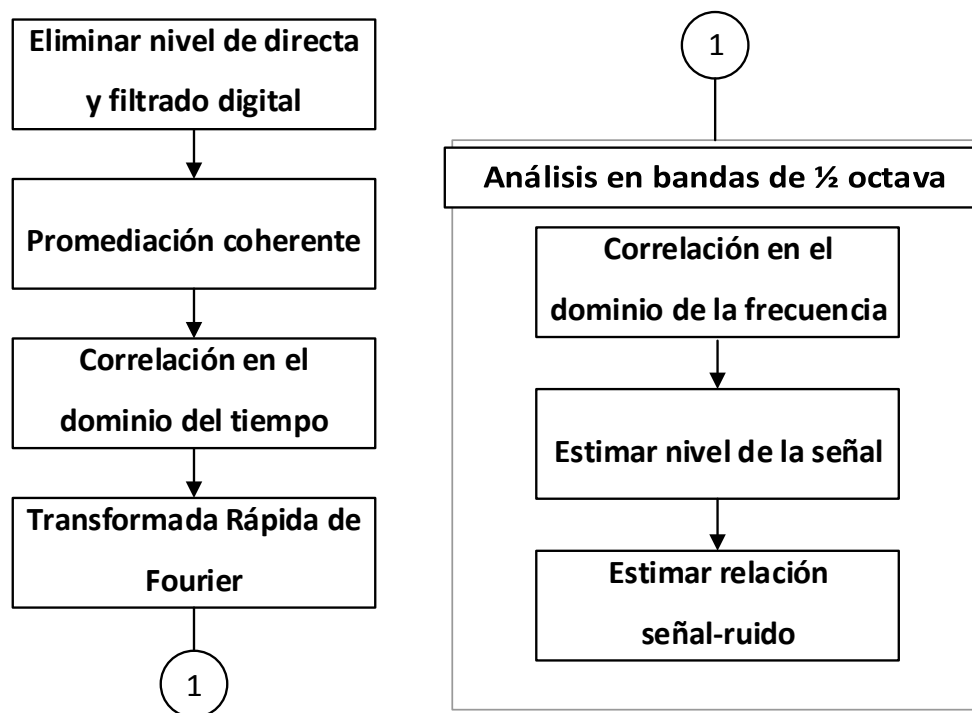 Eliminar nivel de directa
y filtrado digital
Promediación coherente
Correlación en el
dominio del tiempo
Transformada Rápida de
Fourier
1
1
Análisis en bandas de ½ octava
Correlación en el
dominio de la frecuencia
Estimar nivel de la señal
Estimar relación
señal-ruido